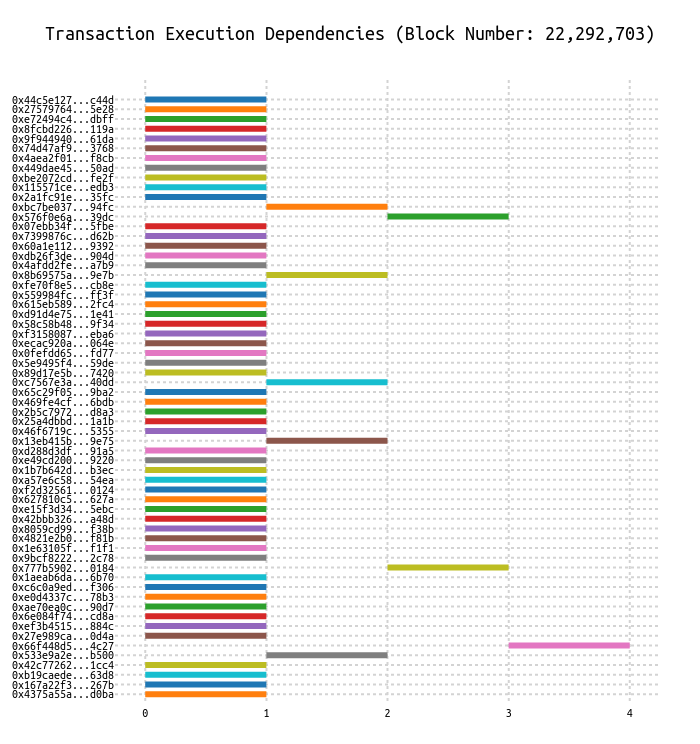 Transaction Execution Dependencies (Block Number: 22,292,703)
0x44c5e127...c44d
0x27579764...5e28
0xe72494c4...dbff
0x8fcbd226...119a
0x9f944940...61da
0x74d47af9...3768
0x4aea2f01...f8cb
0x449dae45...50ad
0xbe2072cd...fe2f
0x115571ce...edb3
0x2a1fc91e...35fc
0xbc7be037...94fc
0x576f0e6a...39dc
0x07ebb34f...5fbe
0x7399876c...d62b
0x60a1e112...9392
0xdb26f3de...904d
0x4afdd2fe...a7b9
0x8b69575a...9e7b
0xfe70f8e5...cb8e
0x559984fc...ff3f
0x615eb589...2fc4
0xd91d4e75...1e41
0x58c58b48...9f34
0xf3158087...eba6
0xecac920a...064e
0x0fefdd65...fd77
0x5e9495f4...59de
0x89d17e5b...7420
0xc7567e3a...40dd
0x65c29f05...9ba2
0x469fe4cf...6bdb
0x2b5c7972...d8a3
0x25a4dbbd...1a1b
0x46f6719c...5355
0x13eb415b...9e75
0xd288d3df...91a5
0xe49cd200...9220
0x1b7b642d...b3ec
0xa57e6c58...54ea
0xf2d32561...0124
0x627810c5...627a
0xe15f3d34...5ebc
0x42bbb326...a48d
0x8059cd99...f38b
0x4821e2b0...f81b
0x1e63105f...f1f1
0x9bcf8222...2c78
0x777b5902...0184
0x1aeab6da...6b70
0xc6c0a9ed...f306
0xe0d4337c...78b3
0xae70ea0c...90d7
0x6e084f74...cd8a
0xef3b4515...884c
0x27e989ca...0d4a
0x66f448d5...4c27
0x533e9a2e...b500
0x42c77262...1cc4
0xb19caede...63d8
0x167a22f3...267b
0x4375a55a...d0ba
0 1 2 3 4